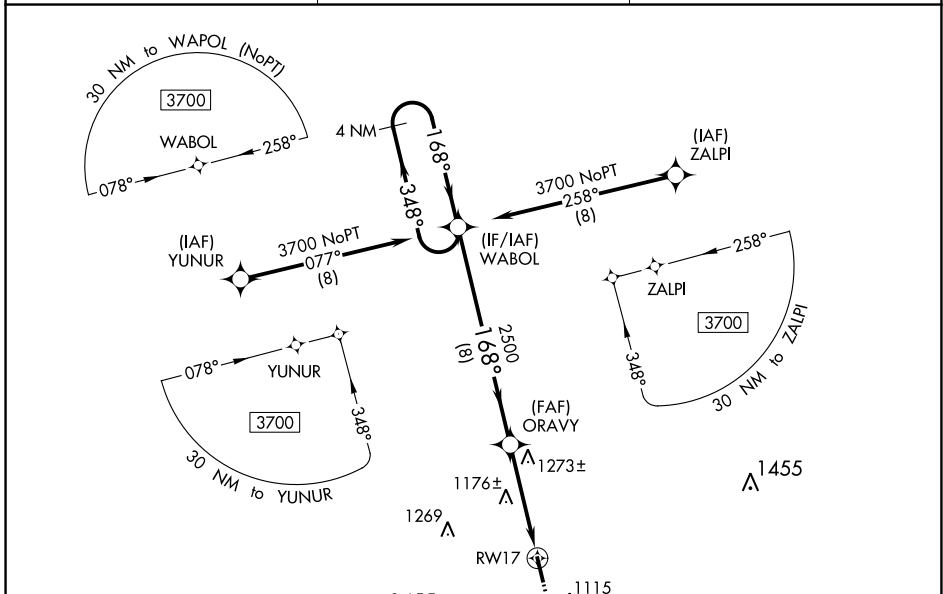 30 NM to WAPOL (NoPT)
3700
WABOL
078°
258°
4 NM
168°
348°
(IAF)
ZALPI
3700 NoPT
258°
(8)
(IAF)
YUNUR
3700 NoPT
077°
(8)
(IF/IAF)
WABOL
258°
ZALPI
3700
348°
30 NM to ZALPI
2500
168°
(8)
078°
YUNUR
3700
348°
30 NM to YUNUR
(FAF)
ORAVY
1273±
1176±
1455
1269
RW17
1115